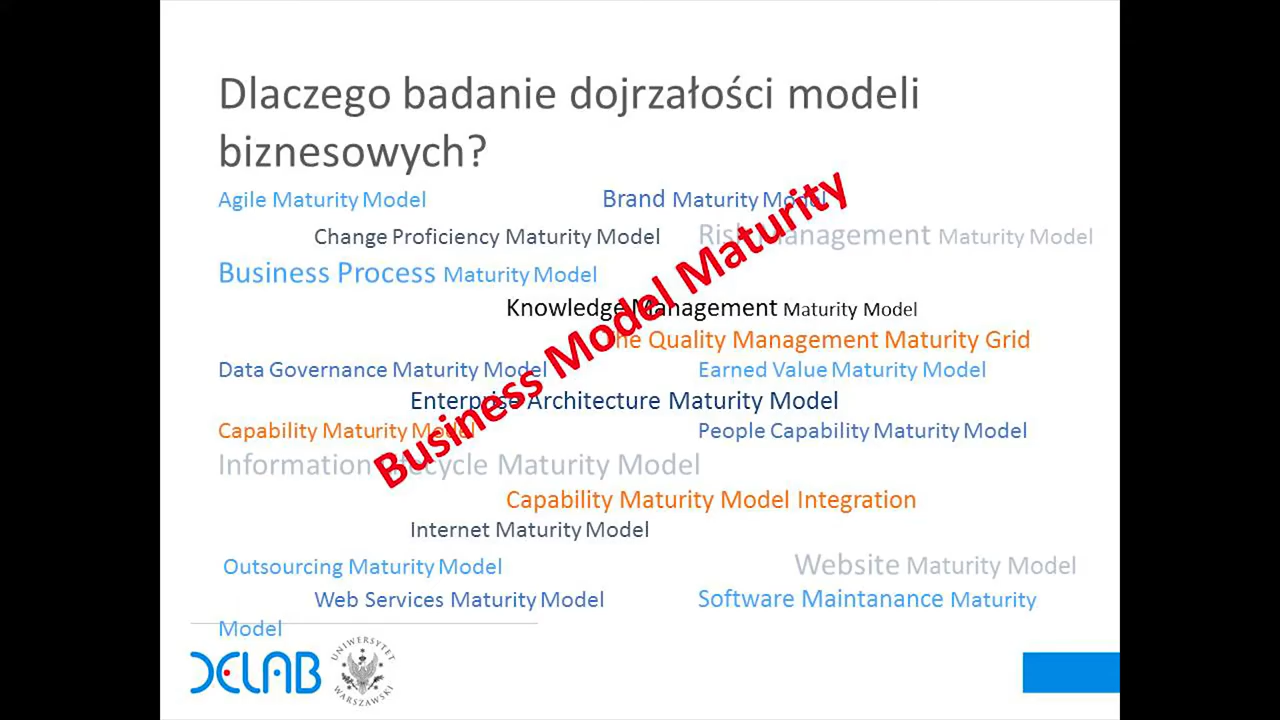 Dlaczego badanie dojrzałości modeli
biznesowych?
Agile Maturity Model Brand Maturity Model
Change Proficiency Maturity Model Risk Management Maturity Model
Business Process Maturity Model
Knowledge Management Maturity Model
The Quality Management Maturity Grid
Data Governance Maturity Model Earned Value Maturity Model
Enterprise Architecture Maturity Model
Capability Maturity Model People Capability Maturity Model
Information Lifecycle Maturity Model
Capability Maturity Model Integration
Internet Maturity Model
Outsourcing Maturity Model Website Maturity Model
Web Services Maturity Model Software Maintanance Maturity
Model
Business Model Maturity
DELAB
UNIWERSYTET
WARSZAWSKI